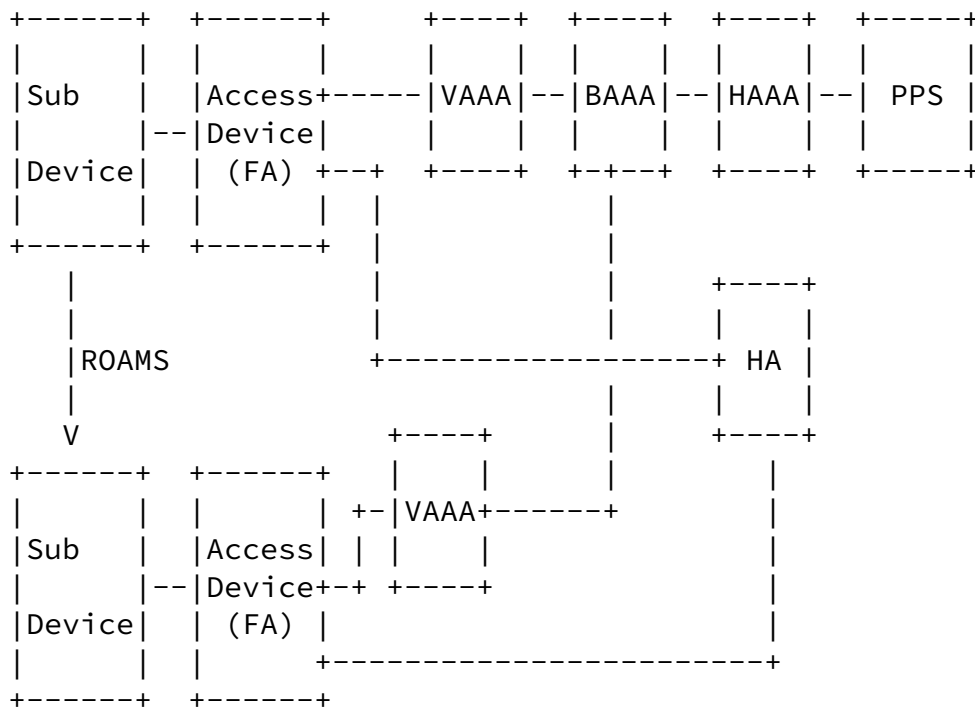 Sub Access VAAA BAAA HAAA PPS
Device
Device (FA)
ROAMS HA
V
VAAA
Sub Access
Device
Device (FA)